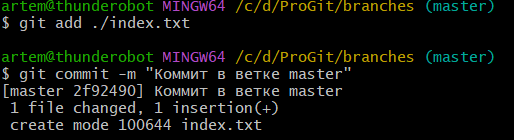 artem@thunderobot MINGW64 /c/d/ProGit/branches (master)
$ git add ./index.txt
artem@thunderobot MINGW64 /c/d/ProGit/branches (master)
$ git commit -m "Коммит в ветке master"
[master 2f92490] Коммит в ветке master
 1 file changed, 1 insertion(+)
 create mode 100644 index.txt